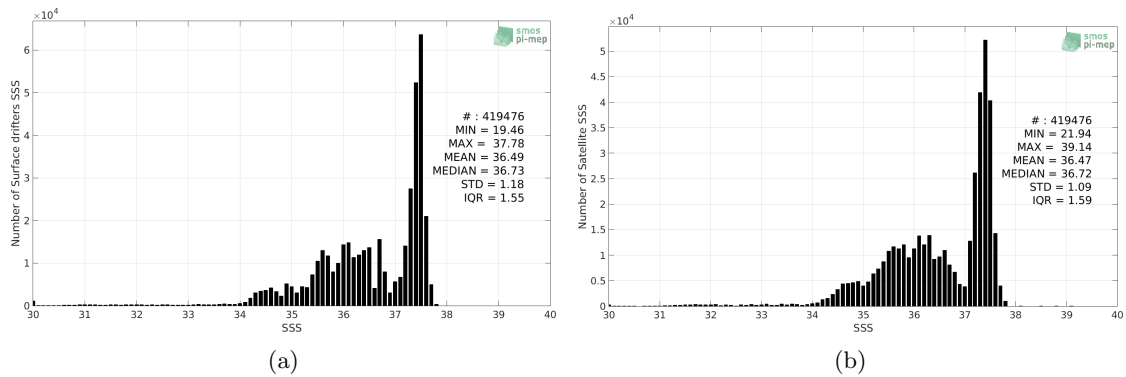 ×10⁴
smos
pi-mep
Number of Surface drifters SSS
6
5
4
3
2
1
0
# : 419476
MIN = 19.46
MAX = 37.78
MEAN = 36.49
MEDIAN = 36.73
STD = 1.18
IQR = 1.55
30 31 32 33 34 35 36 37 38 39 40
SSS
(a)
×10⁴
smos
pi-mep
Number of Satellite SSS
5
4.5
4
3.5
3
2.5
2
1.5
1
0.5
0
# : 419476
MIN = 21.94
MAX = 39.14
MEAN = 36.47
MEDIAN = 36.72
STD = 1.09
IQR = 1.59
30 31 32 33 34 35 36 37 38 39 40
SSS
(b)